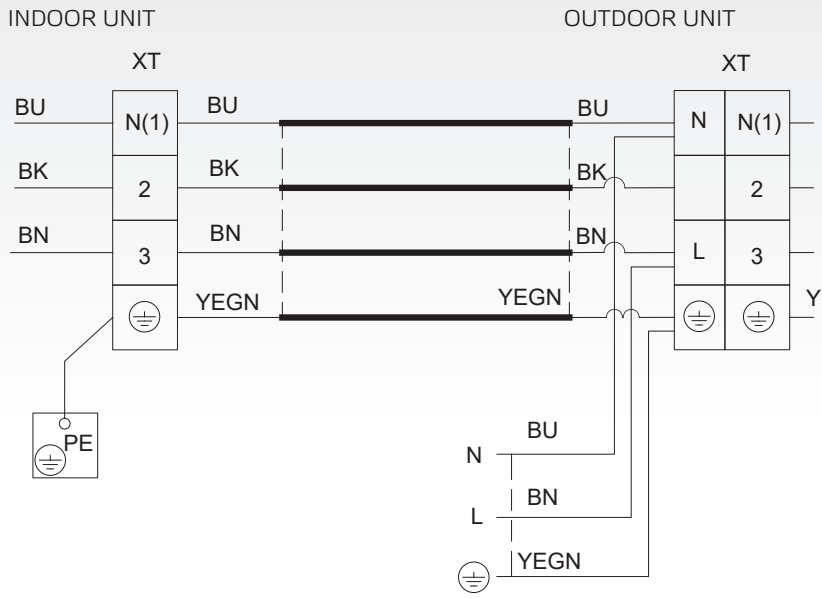 INDOOR UNIT
OUTDOOR UNIT
XT
XT
BU N(1) BU BU N N(1)
BK 2 BK BK 2
BN 3 BN BN L 3
YEGN YEGN Y
PE
N BU
L BN
YEGN